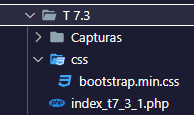 T 7.3
Capturas
css
bootstrap.min.css
index_t7_3_1.php